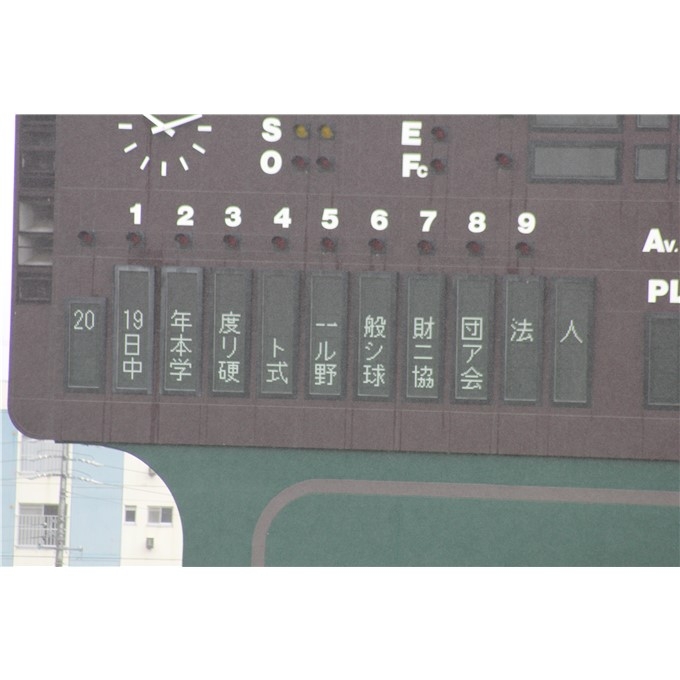 S E
O Fc
1 2 3 4 5 6 7 8 9
Av.
PL
2019年度 一般財団法人
日本リトルシニア
中学硬式野球協会